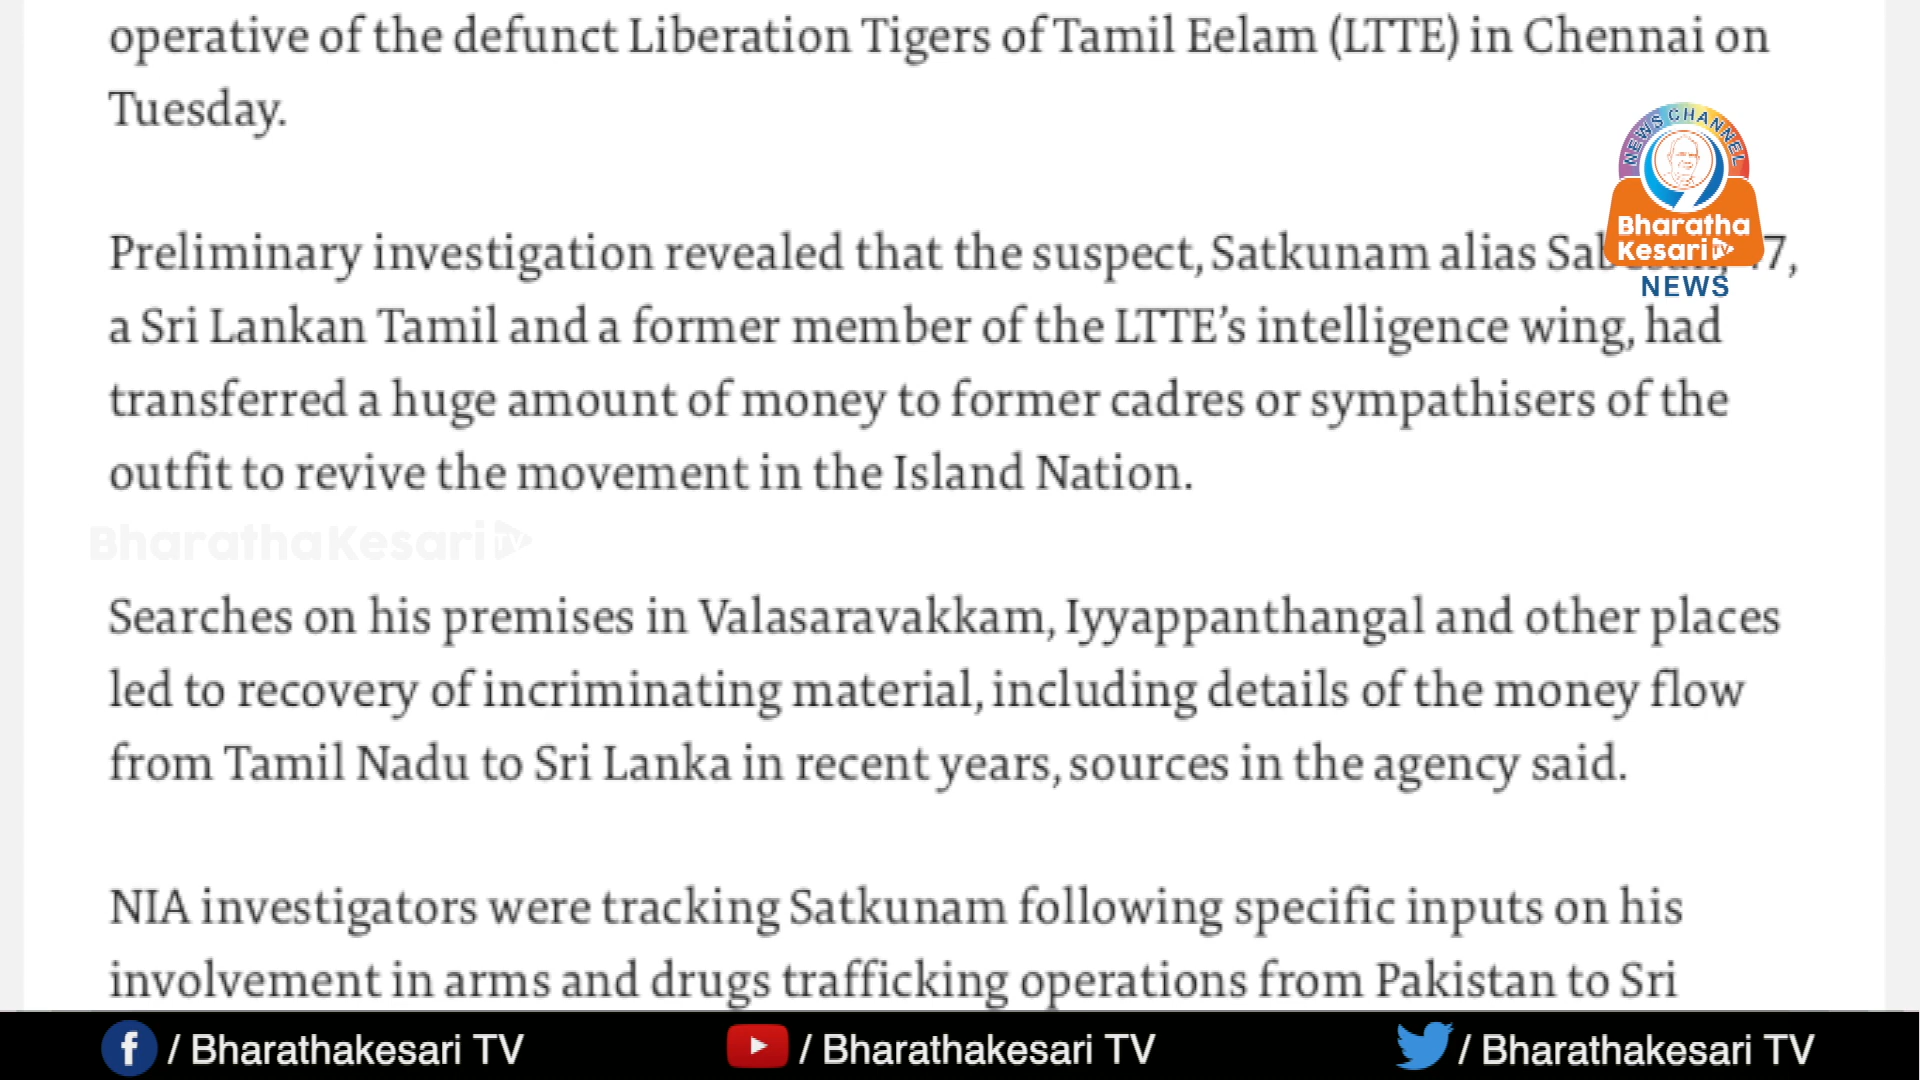 operative of the defunct Liberation Tigers of Tamil Eelam (LTTE) in Chennai on
Tuesday.
NEWS CHANNEL
Bharatha
Kesari TV
NEWS
Preliminary investigation revealed that the suspect, Satkunam alias
a Sri Lankan Tamil and a former member of the LTTE’s intelligence wing, had
transferred a huge amount of money to former cadres or sympathisers of the
outfit to revive the movement in the Island Nation.
BharathaKesari TV
Searches on his premises in Valasaravakkam, Iyyappanthangal and other places
led to recovery of incriminating material, including details of the money flow
from Tamil Nadu to Sri Lanka in recent years, sources in the agency said.
NIA investigators were tracking Satkunam following specific inputs on his
involvement in arms and drugs trafficking operations from Pakistan to Sri
/ Bharathakesari TV
/ Bharathakesari TV
/ Bharathakesari TV